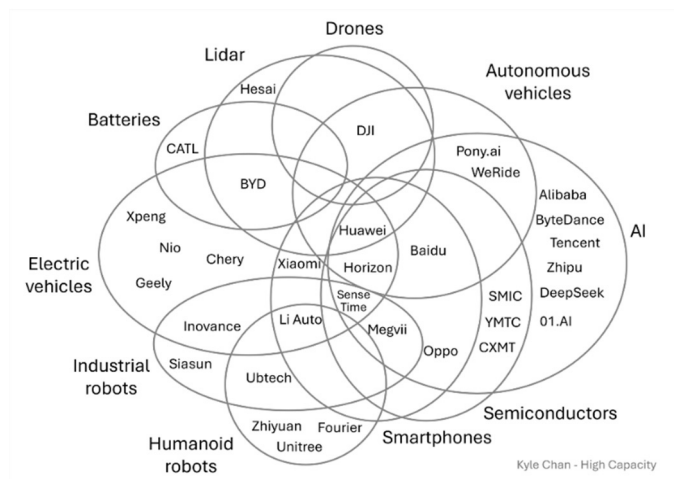 Drones
Lidar
Autonomous
vehicles
Hesai
Batteries
DJI
CATL
Pony.ai
WeRide
BYD
Alibaba
Xpeng
ByteDance
Huawei
AI
Nio
Baidu
Tencent
Chery
Xiaomi
Horizon
Zhipu
Electric
vehicles
Geely
Sense
Time
SMIC
DeepSeek
Inovance
Li Auto
Megvii
YMTC
01.AI
Oppo
CXMT
Industrial
robots
Siasun
Ubtech
Semiconductors
Zhiyuan
Fourier
Smartphones
Humanoid
robots
Unitree
Kyle Chan - High Capacity